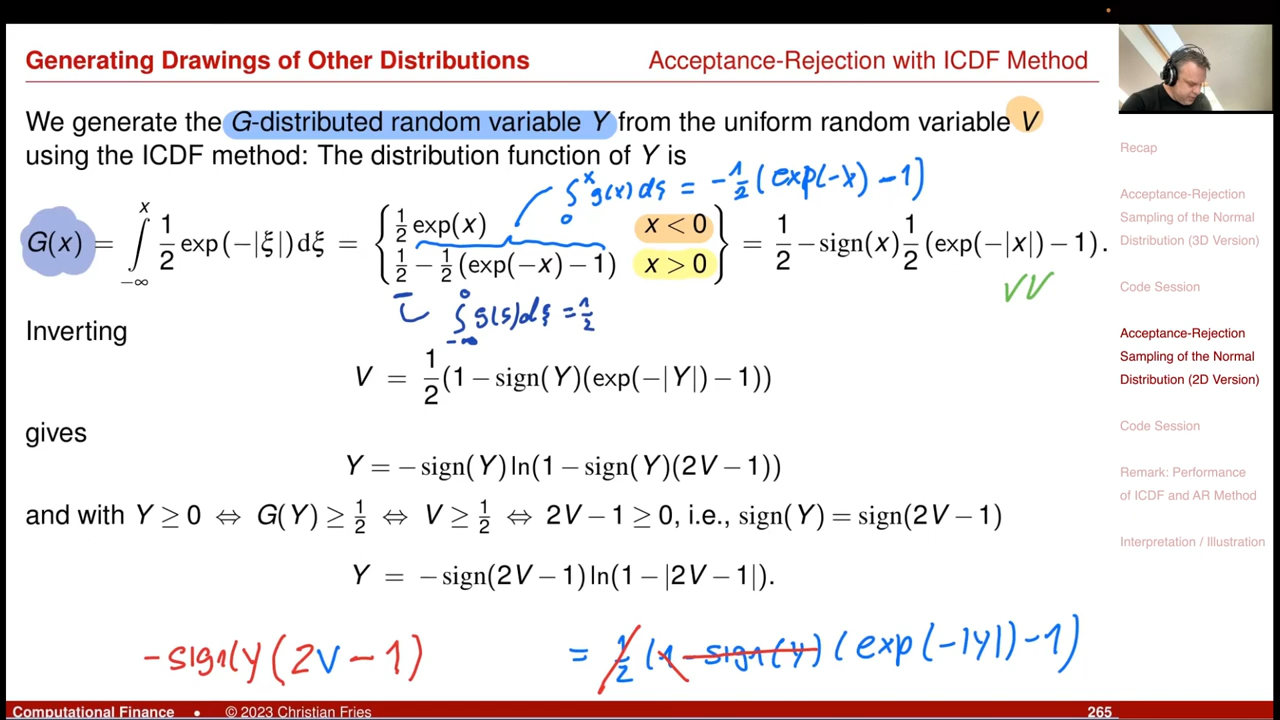 Generating Drawings of Other Distributions
Acceptance-Rejection with ICDF Method
We generate the G-distributed random variable Y from the uniform random variable V
using the ICDF method: The distribution function of Y is
∫₀ˣ g(x) dξ = -1/2 (exp(-x) - 1)
G(x) = ∫_{-∞}^{x} 1/2 exp(-|ξ|) dξ = { 1/2 exp(x) x < 0 ; 1/2 - 1/2 (exp(-x) - 1) x > 0 } = 1/2 - sign(x) 1/2 (exp(-|x|) - 1).
∫_{-∞}^{0} g(ξ) dξ = 1/2
Inverting
V = 1/2 (1 - sign(Y)(exp(-|Y|) - 1))
gives
Y = - sign(Y) ln(1 - sign(Y)(2V - 1))
and with Y ≥ 0 ⇔ G(Y) ≥ 1/2 ⇔ V ≥ 1/2 ⇔ 2V - 1 ≥ 0, i.e., sign(Y) = sign(2V - 1)
Y = - sign(2V - 1) ln(1 - |2V - 1|).
-sign(y (2V - 1) = 1/2 (1 - sign(y) (exp(-|y|) - 1)
Computational Finance • © 2023 Christian Fries 265
Recap
Acceptance-Rejection
Sampling of the Normal
Distribution (3D Version)
Code Session
Acceptance-Rejection
Sampling of the Normal
Distribution (2D Version)
Code Session
Remark: Performance
of ICDF and AR Method
Interpretation / Illustration